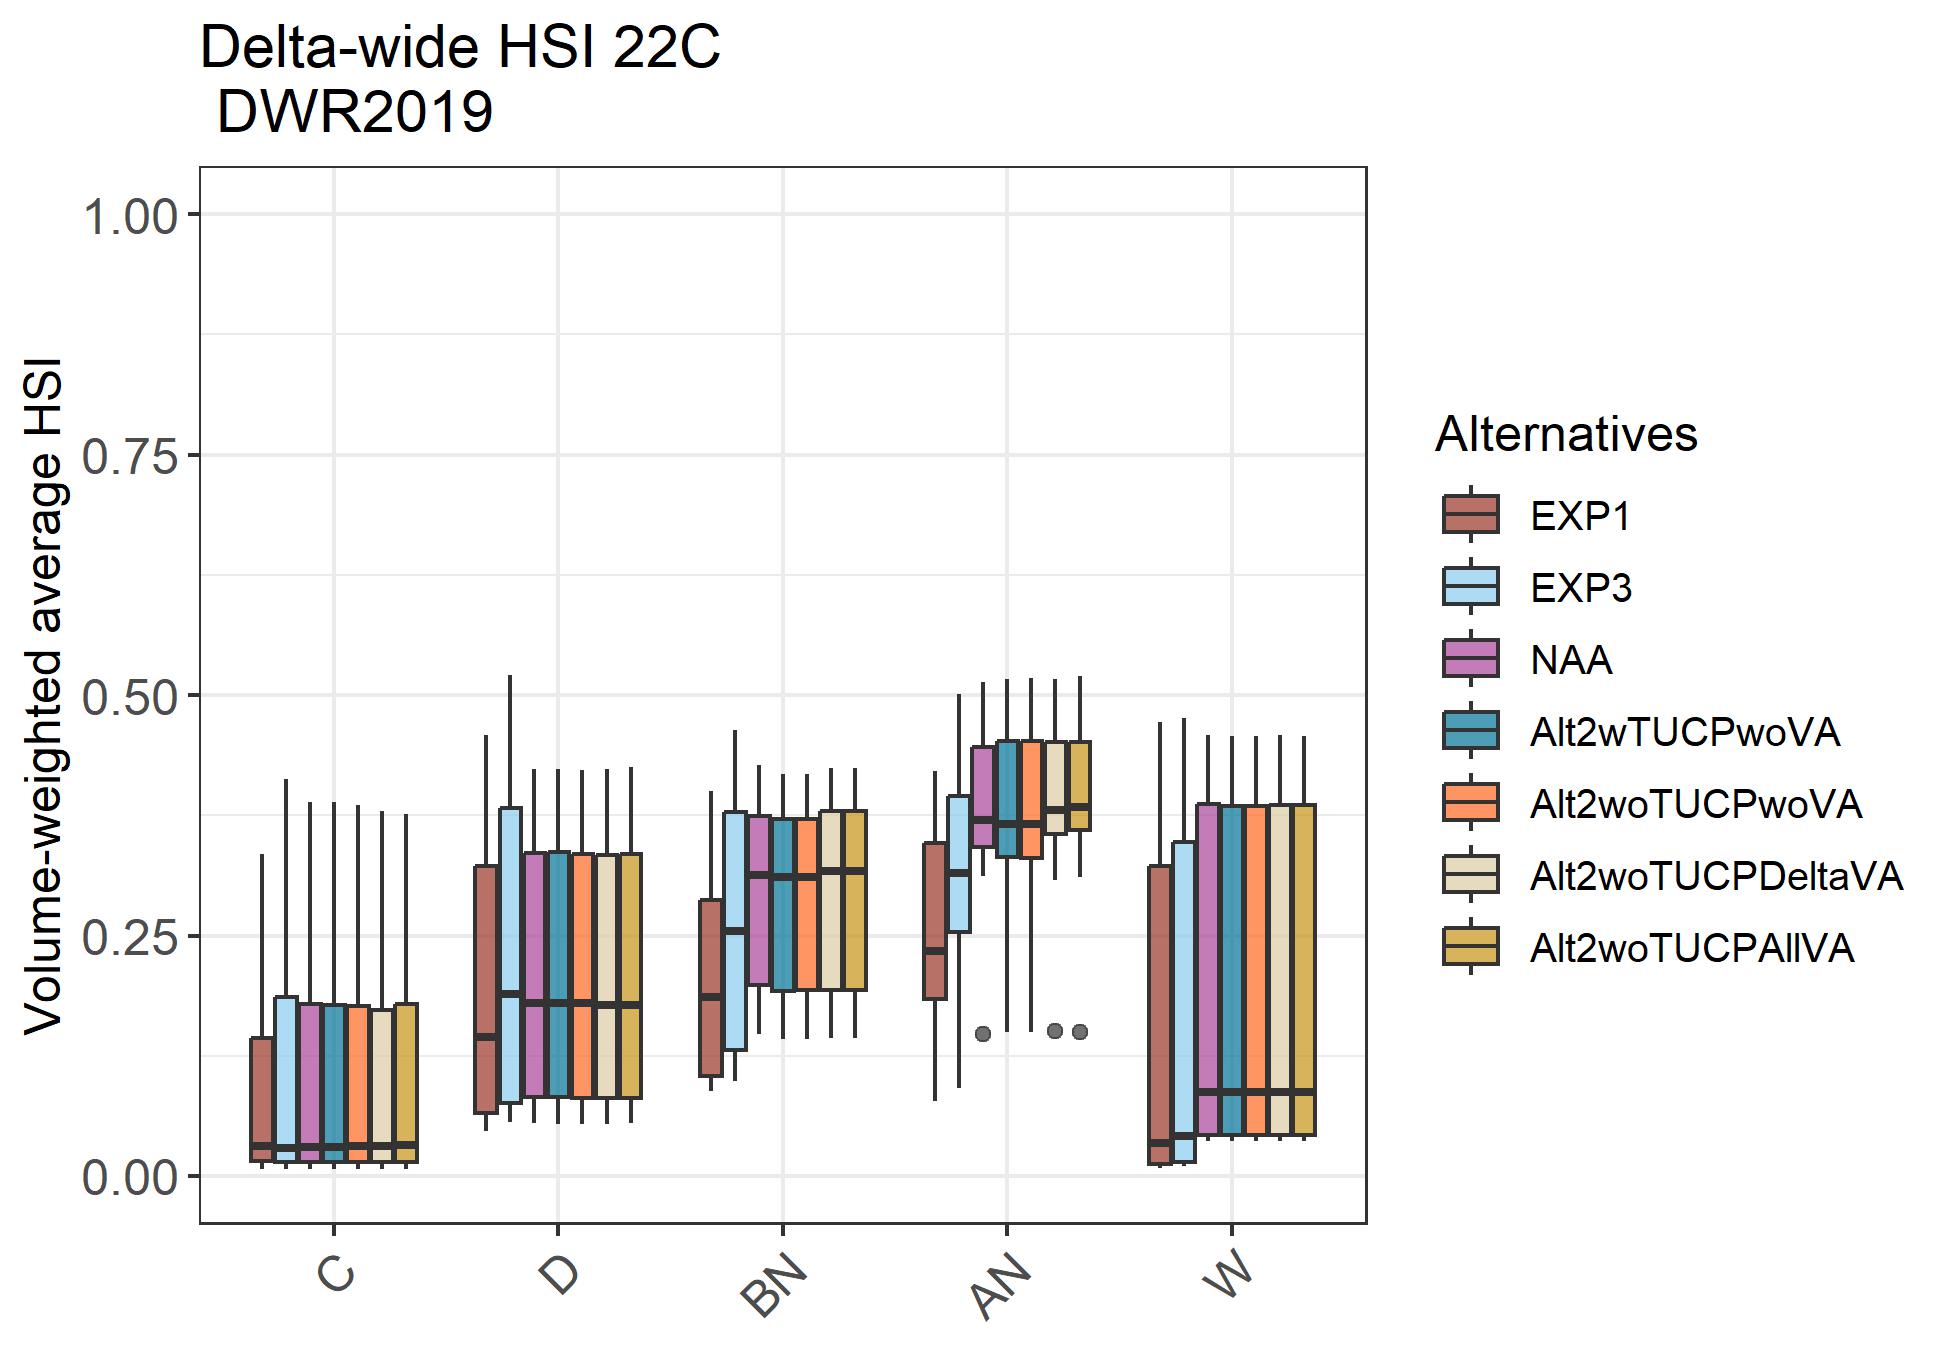 Delta-wide HSI 22C
DWR2019
Volume-weighted average HSI
1.00
0.75
0.50
0.25
0.00
C
D
BN
AN
W
Alternatives
EXP1
EXP3
NAA
Alt2wTUCPwoVA
Alt2woTUCPwoVA
Alt2woTUCPDeltaVA
Alt2woTUCPAllVA